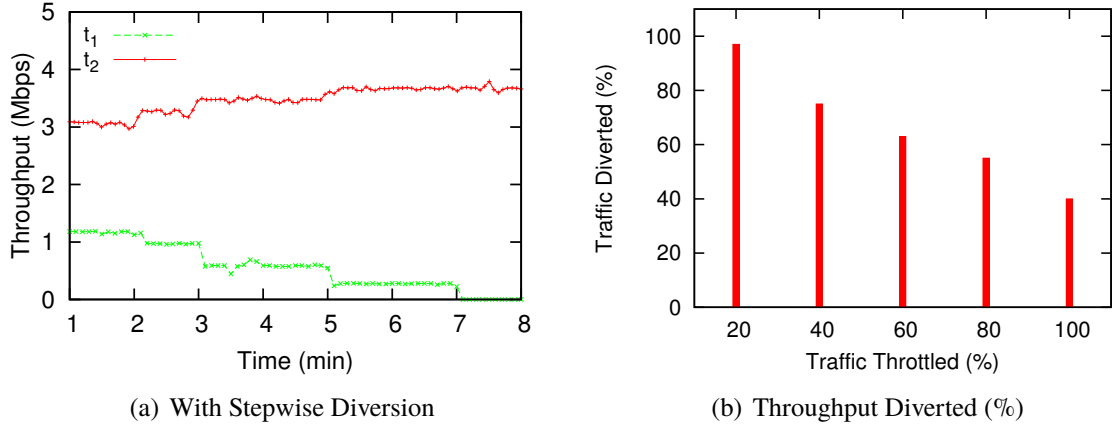 5
4
3
2
1
0
1 2 3 4 5 6 7 8
Throughput (Mbps)
Time (min)
t1
t2
(a) With Stepwise Diversion
100
80
60
40
20
0
20 40 60 80 100
Traffic Diverted (%)
Traffic Throttled (%)
(b) Throughput Diverted (%)